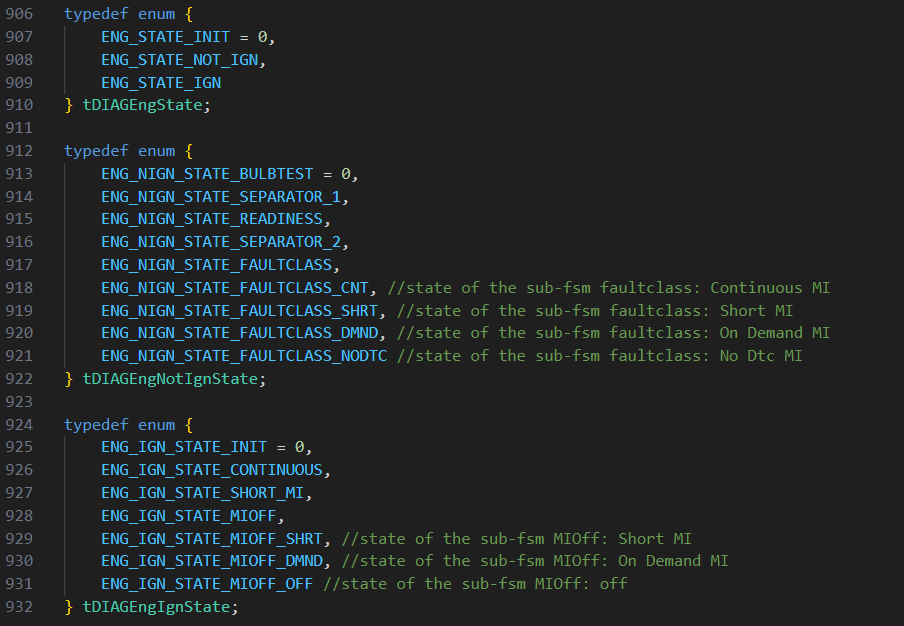 906 typedef enum {
907 ENG_STATE_INIT = 0,
908 ENG_STATE_NOT_IGN,
909 ENG_STATE_IGN
910 } tDIAGEngState;
911
912 typedef enum {
913 ENG_NIGN_STATE_BULBTEST = 0,
914 ENG_NIGN_STATE_SEPARATOR_1,
915 ENG_NIGN_STATE_READINESS,
916 ENG_NIGN_STATE_SEPARATOR_2,
917 ENG_NIGN_STATE_FAULTCLASS,
918 ENG_NIGN_STATE_FAULTCLASS_CNT, //state of the sub-fsm faultclass: Continuous MI
919 ENG_NIGN_STATE_FAULTCLASS_SHRT, //state of the sub-fsm faultclass: Short MI
920 ENG_NIGN_STATE_FAULTCLASS_DMND, //state of the sub-fsm faultclass: On Demand MI
921 ENG_NIGN_STATE_FAULTCLASS_NODTC //state of the sub-fsm faultclass: No Dtc MI
922 } tDIAGEngNotIgnState;
923
924 typedef enum {
925 ENG_IGN_STATE_INIT = 0,
926 ENG_IGN_STATE_CONTINUOUS,
927 ENG_IGN_STATE_SHORT_MI,
928 ENG_IGN_STATE_MIOFF,
929 ENG_IGN_STATE_MIOFF_SHRT, //state of the sub-fsm MIOff: Short MI
930 ENG_IGN_STATE_MIOFF_DMND, //state of the sub-fsm MIOff: On Demand MI
931 ENG_IGN_STATE_MIOFF_OFF //state of the sub-fsm MIOff: off
932 } tDIAGEngIgnState;